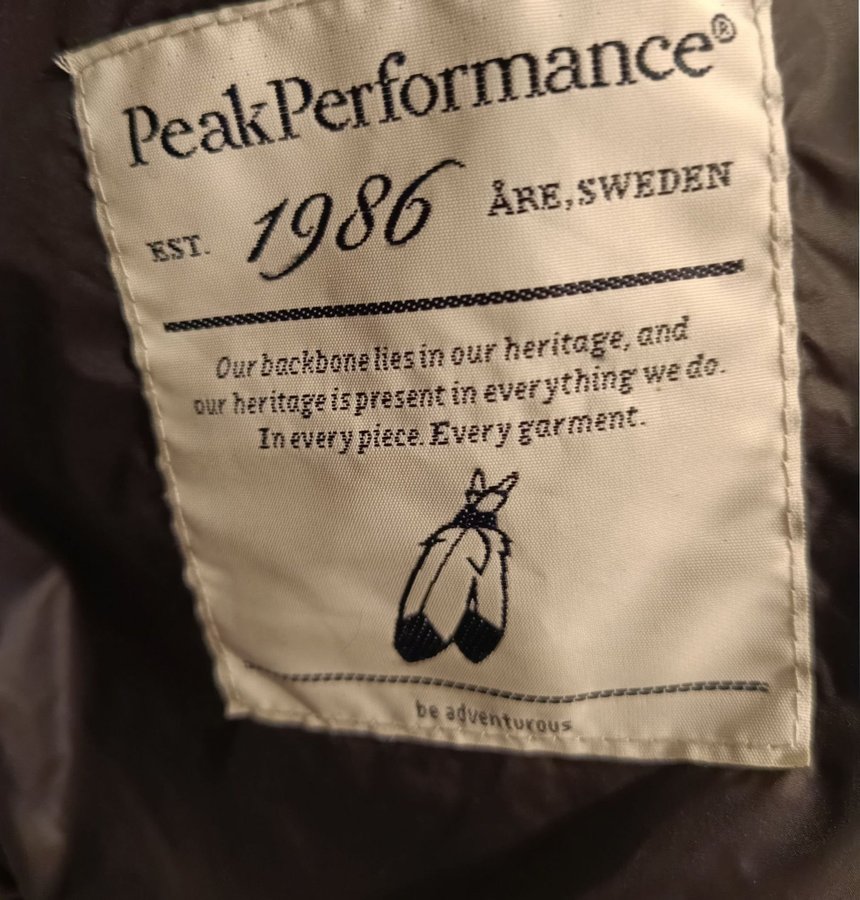 PeakPerformance®
EST. 1986 ÅRE, SWEDEN
Our backbone lies in our heritage, and
our heritage is present in everything we do.
In every piece. Every garment.
be adventurous